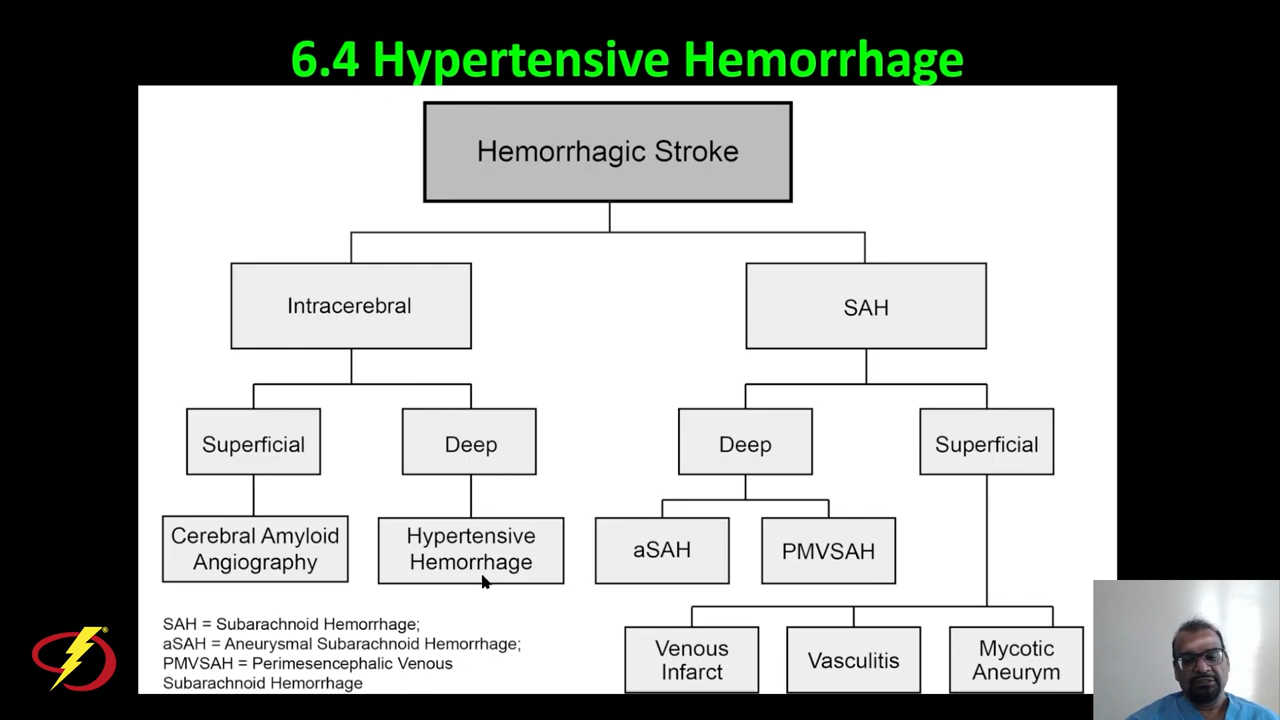 6.4 Hypertensive Hemorrhage
Hemorrhagic Stroke
Intracerebral
SAH
Superficial
Deep
Deep
Superficial
Cerebral Amyloid
Angiography
Hypertensive
Hemorrhage
aSAH
PMVSAH
Venous
Infarct
Vasculitis
Mycotic
Aneurym
SAH = Subarachnoid Hemorrhage;
aSAH = Aneurysmal Subarachnoid Hemorrhage;
PMVSAH = Perimesencephalic Venous
Subarachnoid Hemorrhage
®